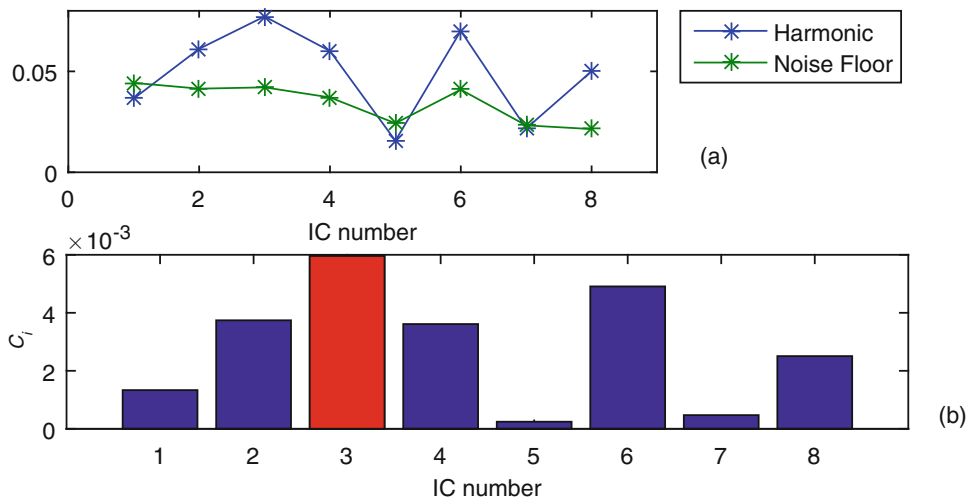 0.05
0
0 2 4 6 8
IC number
Harmonic
Noise Floor
(a)
×10⁻³
6
4
2
0
Cᵢ
1 2 3 4 5 6 7 8
IC number
(b)